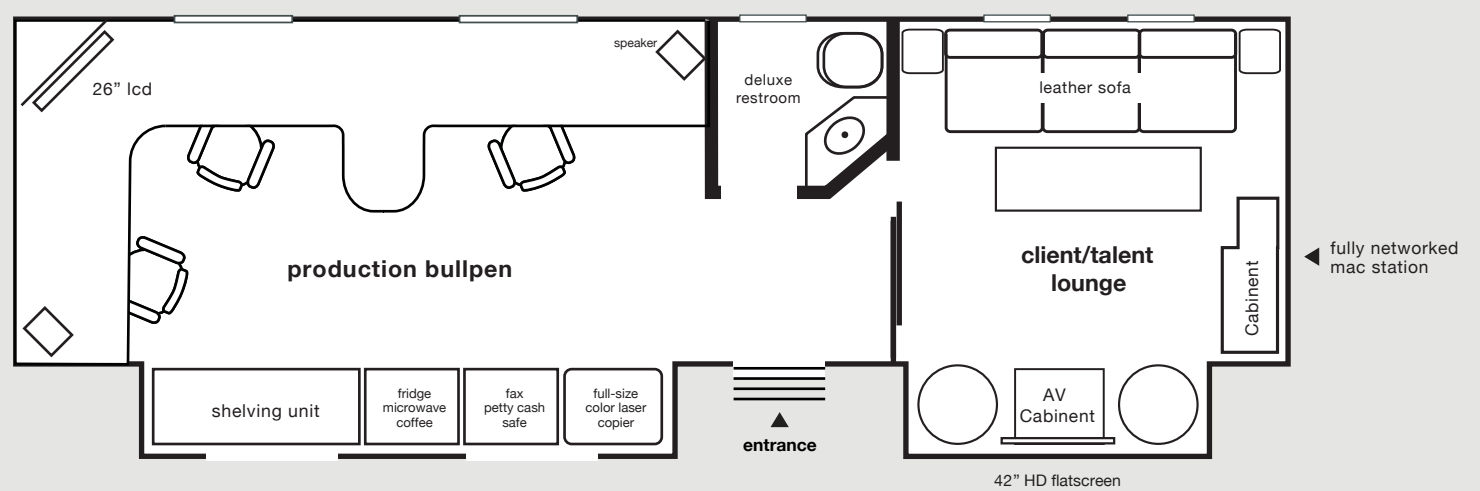 speaker
26” lcd
deluxe
restroom
leather sofa
production bullpen
client/talent
lounge
fully networked
mac station
Cabinent
shelving unit
fridge
microwave
coffee
fax
petty cash
safe
full-size
color laser
copier
entrance
AV
Cabinent
42” HD flatscreen